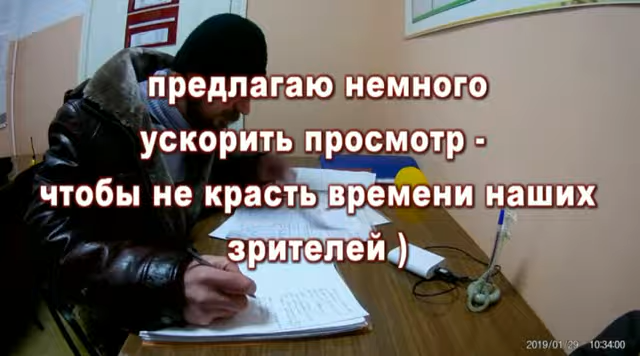 предлагаю немного
ускорить просмотр -
чтобы не красть времени наших
зрителей )
2019/01/29 10:34:00